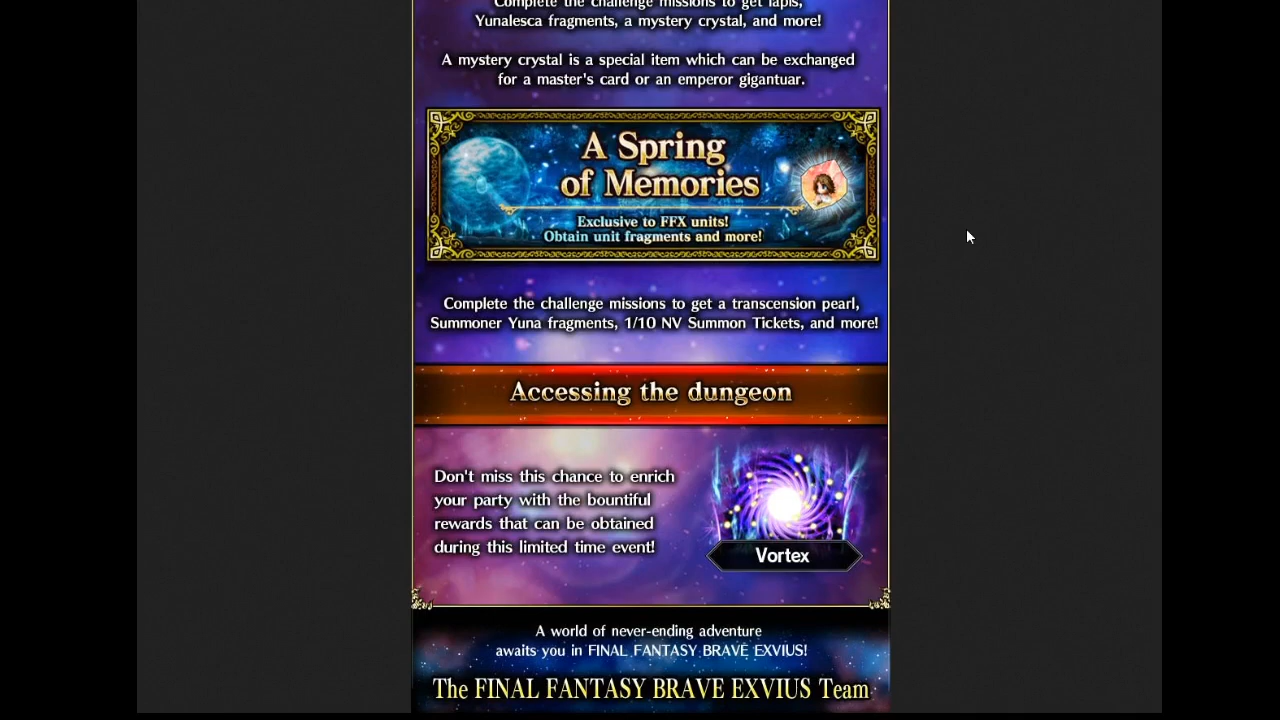 Complete the challenge missions to get lapis,
Yunalesca fragments, a mystery crystal, and more!
A mystery crystal is a special item which can be exchanged
for a master's card or an emperor gigantuar.
A Spring
of Memories
Exclusive to FFX units!
Obtain unit fragments and more!
Complete the challenge missions to get a transcension pearl,
Summoner Yuna fragments, 1/10 NV Summon Tickets, and more!
Accessing the dungeon
Don't miss this chance to enrich
your party with the bountiful
rewards that can be obtained
during this limited time event!
Vortex
A world of never-ending adventure
awaits you in FINAL FANTASY BRAVE EXVIUS!
The FINAL FANTASY BRAVE EXVIUS Team